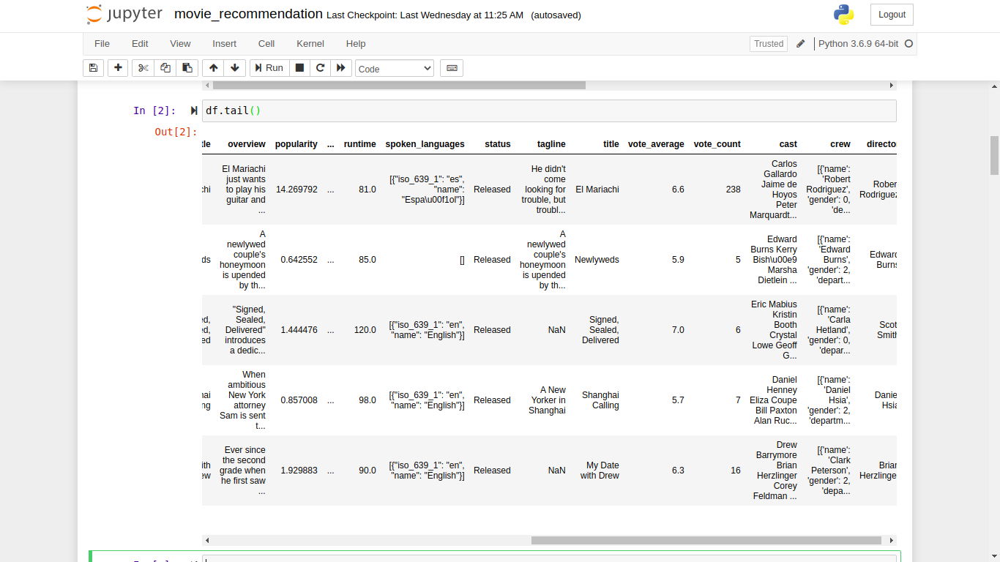 jupyter movie_recommendation Last Checkpoint: Last Wednesday at 11:25 AM (autosaved)
Logout
File Edit View Insert Cell Kernel Help
Trusted
Python 3.6.9 64-bit
Run
Code
In [2]:
df.tail()
Out[2]:
tle overview popularity ... runtime spoken_languages status tagline title vote_average vote_count cast crew director
chi
El Mariachi
just wants
to play his
guitar and
...
14.269792 ... 81.0
[{"iso_639_1": "es",
"name":
"Espa\u00f1ol"}]
Released
He didn't
come
looking for
trouble, but
troubl...
El Mariachi 6.6 238
Carlos
Gallardo
Jaime de
Hoyos
Peter
Marquardt...
[{'name':
'Robert
Rodriguez',
'gender': 0,
'de...
Rober
Rodriguez
ds
A
newlywed
couple's
honeymoon
is upended
by th...
0.642552 ... 85.0 [] Released
A
newlywed
couple's
honeymoon
is upended
by th...
Newlyweds 5.9 5
Edward
Burns Kerry
Bish\u00e9
Marsha
Dietlein ...
[{'name':
'Edward
Burns',
'gender': 2,
'depart...
Edward
Burns
ed,
ed,
ed
"Signed,
Sealed,
Delivered"
introduces
a dedic...
1.444476 ... 120.0
[{"iso_639_1": "en",
"name": "English"}]
Released NaN
Signed,
Sealed,
Delivered
7.0 6
Eric Mabius
Kristin
Booth
Crystal
Lowe Geoff
G...
[{'name':
'Carla
Hetland',
'gender': 0,
'depar...
Scot
Smith
hai
ng
When
ambitious
New York
attorney
Sam is sent
t...
0.857008 ... 98.0
[{"iso_639_1": "en",
"name": "English"}]
Released
A New
Yorker in
Shanghai
Shanghai
Calling
5.7 7
Daniel
Henney
Eliza Coupe
Bill Paxton
Alan Ruc...
[{'name':
'Daniel
Hsia',
'gender': 2,
'departm...
Danie
Hsia
ith
ew
Ever since
the second
grade when
he first saw
...
1.929883 ... 90.0
[{"iso_639_1": "en",
"name": "English"}]
Released NaN
My Date
with Drew
6.3 16
Drew
Barrymore
Brian
Herzlinger
Corey
Feldman ...
[{'name':
'Clark
Peterson',
'gender': 2,
'depa...
Brian
Herzlinge